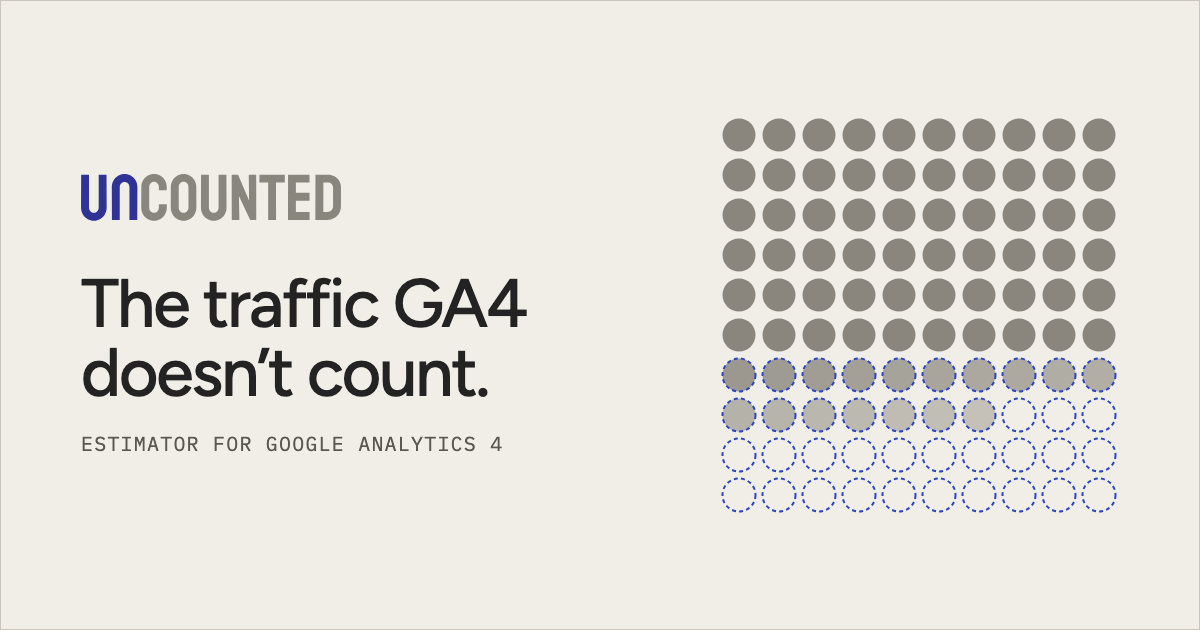 UNCOUNTED
The traffic GA4
doesn’t count.
ESTIMATOR FOR GOOGLE ANALYTICS 4